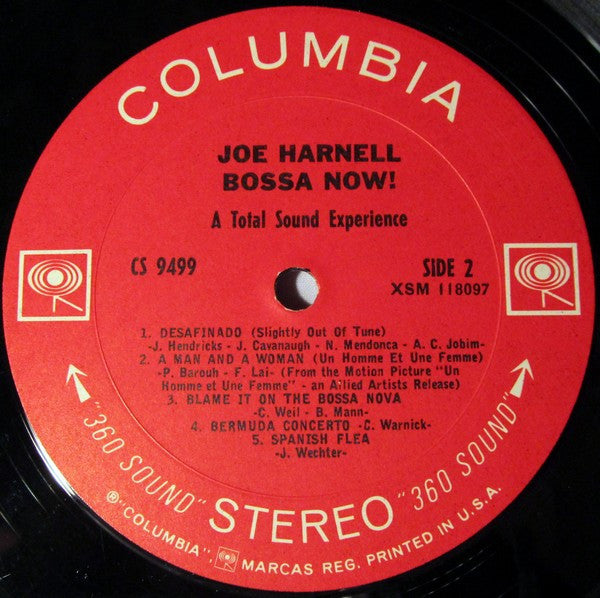 COLUMBIA
JOE HARNELL
BOSSA NOW!
A Total Sound Experience
CS 9499
SIDE 2
XSM 118097
1. DESAFINADO (Slightly Out Of Tune)
-J. Hendricks - J. Cavanaugh - N. Mendonca - A. C. Jobim-
2. A MAN AND A WOMAN (Un Homme Et Une Femme)
-P. Barouh - F. Lai- (From the Motion Picture "Un
Homme et Une Femme" - an Allied Artists Release)
3. BLAME IT ON THE BOSSA NOVA
-C. Weil - B. Mann-
4. BERMUDA CONCERTO -C. Warnick-
5. SPANISH FLEA
-J. Wechter-
"360 SOUND" STEREO "360 SOUND"
® "COLUMBIA", MARCAS REG. PRINTED IN U.S.A.